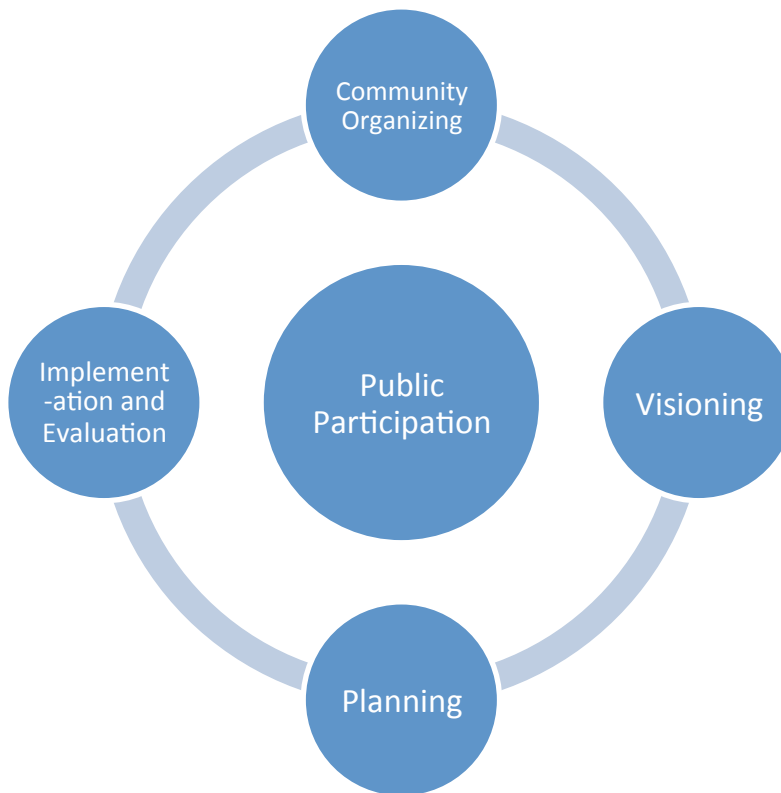 Community
Organizing
Implement
-ation and
Evaluation
Public
Participation
Visioning
Planning